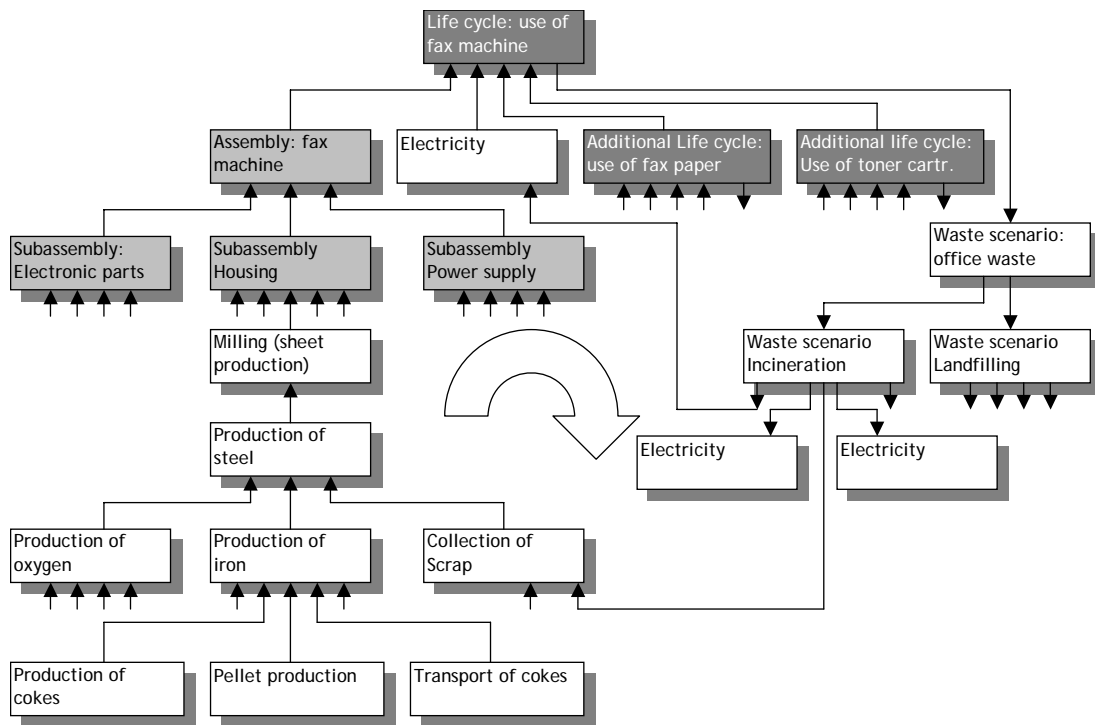 Life cycle: use of
fax machine
Assembly: fax
machine
Electricity
Additional Life cycle:
use of fax paper
Additional life cycle:
Use of toner cartr.
Subassembly:
Electronic parts
Subassembly
Housing
Subassembly
Power supply
Waste scenario:
office waste
Milling (sheet
production)
Waste scenario
Incineration
Waste scenario
Landfilling
Production of
steel
Electricity
Electricity
Production of
oxygen
Production of
iron
Collection of
Scrap
Production of
cokes
Pellet production
Transport of cokes